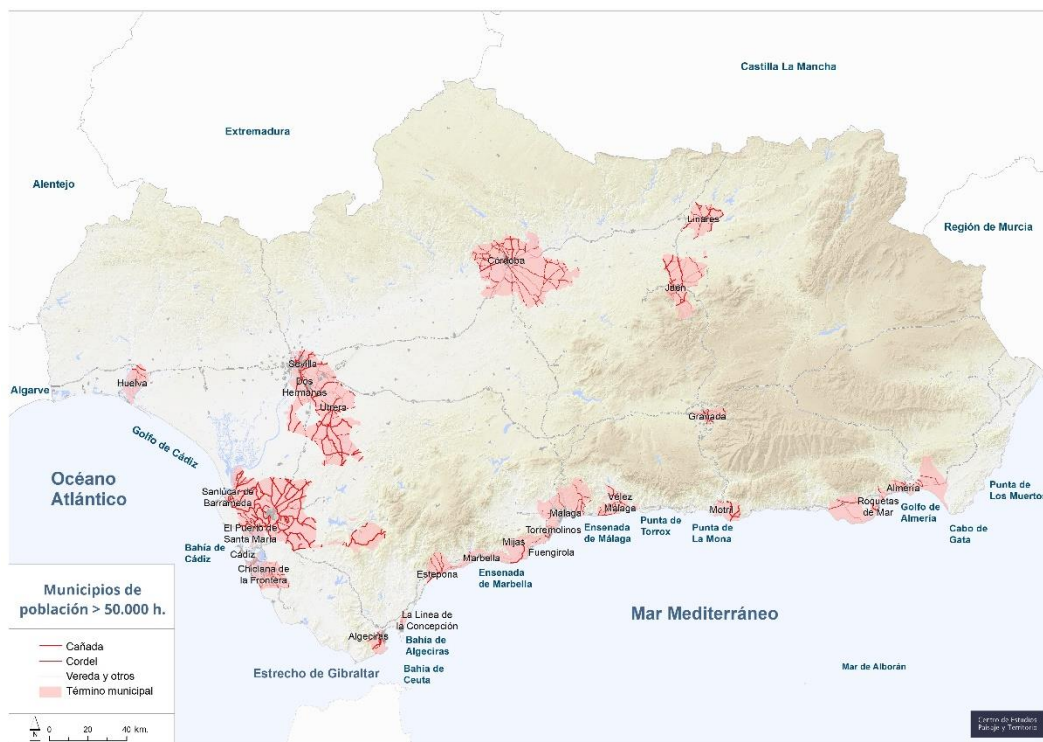 Castilla La Mancha
Extremadura
Alentejo
Región de Murcia
Linares
Córdoba
Jaén
Sevilla
Dos
Hermanas
Utrera
Huelva
Algarve
Granada
Golfo de Cádiz
Océano
Atlántico
Sanlúcar de
Barrameda
El Puerto de
Santa María
Bahía de
Cádiz
Cádiz
Chiclana de
la Frontera
Málaga
Vélez
Málaga
Torremolinos
Mijas
Fuengirola
Marbella
Estepona
Ensenada
de Málaga
Ensenada
de Marbella
Punta de
Torrox
Motril
Punta de
La Mona
Almería
Roquetas
de Mar
Golfo de
Almería
Punta de
Los Muertos
Cabo de
Gata
La Línea de
la Concepción
Algeciras
Bahía de
Algeciras
Bahía de
Ceuta
Estrecho de Gibraltar
Mar Mediterráneo
Mar de Alborán
Municipios de
población > 50.000 h.
Cañada
Cordel
Vereda y otros
Término municipal
N
0 20 40 km.
Centro de Estudios
Paisaje y Territorio